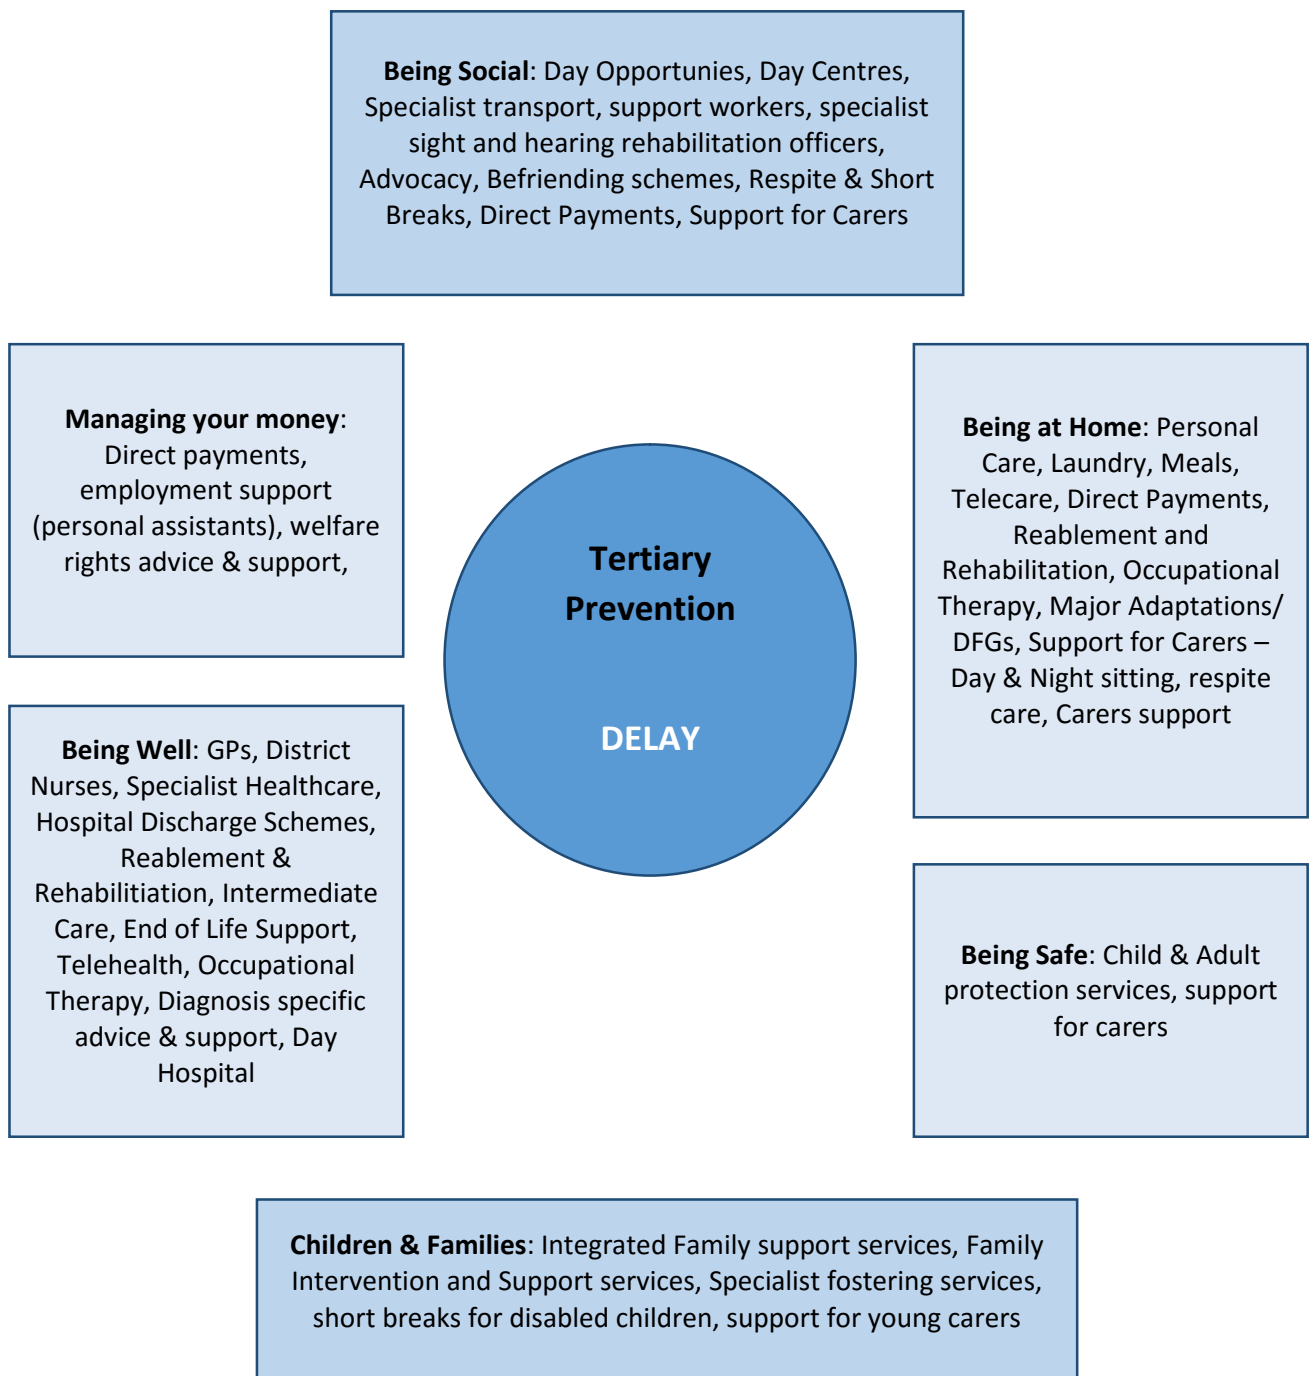 Being Social: Day Opportunies, Day Centres,
Specialist transport, support workers, specialist
sight and hearing rehabilitation officers,
Advocacy, Befriending schemes, Respite & Short
Breaks, Direct Payments, Support for Carers
Managing your money:
Direct payments,
employment support
(personal assistants), welfare
rights advice & support,
Being at Home: Personal
Care, Laundry, Meals,
Telecare, Direct Payments,
Reablement and
Rehabilitation, Occupational
Therapy, Major Adaptations/
DFGs, Support for Carers –
Day & Night sitting, respite
care, Carers support
Tertiary
Prevention
DELAY
Being Well: GPs, District
Nurses, Specialist Healthcare,
Hospital Discharge Schemes,
Reablement &
Rehabilitiation, Intermediate
Care, End of Life Support,
Telehealth, Occupational
Therapy, Diagnosis specific
advice & support, Day
Hospital
Being Safe: Child & Adult
protection services, support
for carers
Children & Families: Integrated Family support services, Family
Intervention and Support services, Specialist fostering services,
short breaks for disabled children, support for young carers